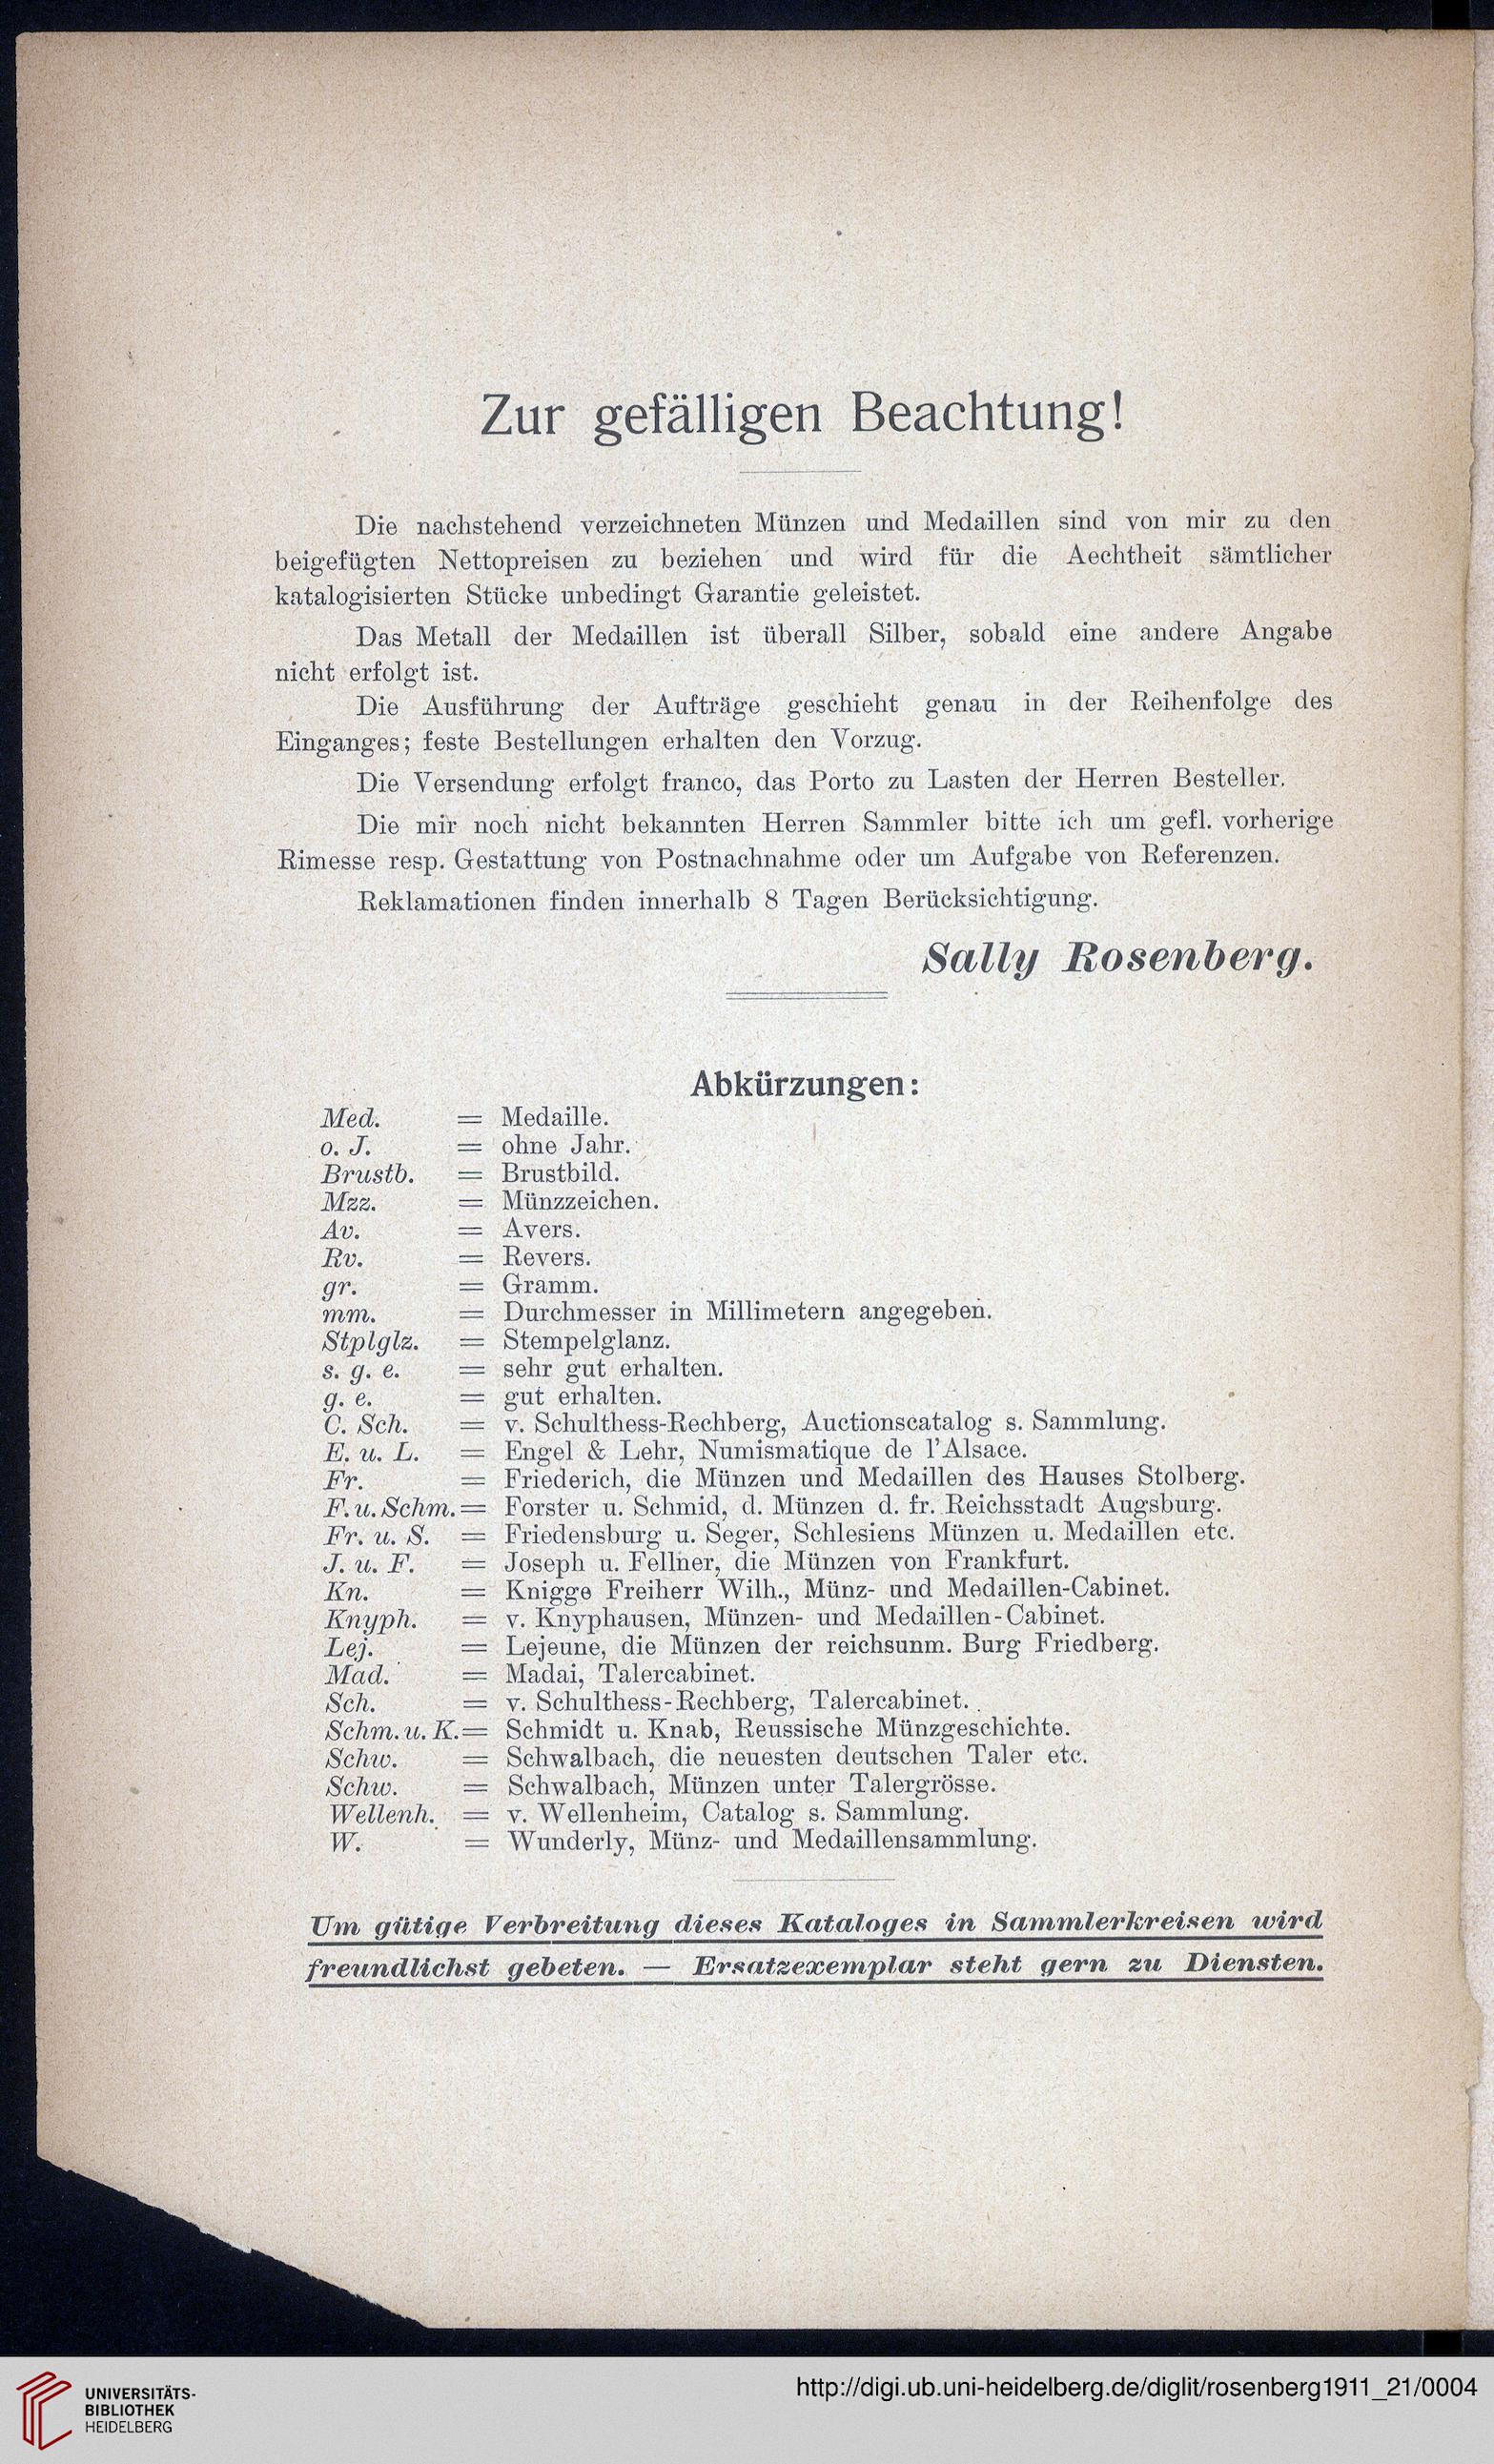 Zur gefälligen Beachtung!
Die nachstehend verzeichneten Münzen und Medaillen sind von mir zu den
beigefügten Nettopreisen zu beziehen und wird für die Aechtheit sämtlicher
katalogisierten Stücke unbedingt Garantie geleistet.
Das Metall der Medaillen ist überall Silber, sobald eine andere Angabe
nicht erfolgt ist.
Die Ausführung der Aufträge geschieht genau in der Reihenfolge des
Einganges; feste Bestellungen erhalten den Vorzug.
Die Versendung erfolgt franco, das Porto zu Lasten der Herren Besteller.
Die mir noch nicht bekannten Herren Sammler bitte ich um gefl. vorherige
Rimesse resp. Gestattung von Postnachnahme oder um Aufgabe von Referenzen.
Reklamationen finden innerhalb 8 Tagen Berücksichtigung.
Sally Rosenberg.
Abkürzungen:
Med. = Medaille.
o. J. = ohne Jahr.
Brustb. = Brustbild.
Mzz. = Münzzeichen.
Av. = Avers.
Rv. = Revers.
gr. = Gramm.
mm. = Durchmesser in Millimetern angegeben.
Stplglz. = Stempelglanz.
s. g. e. = sehr gut erhalten.
g. e. = gut erhalten.
C. Sch. = v. Schulthess-Rechberg, Auctionscatalog s. Sammlung.
E. u. L. = Engel & Lehr, Numismatique de l'Alsace.
Fr. = Friederich, die Münzen und Medaillen des Hauses Stolberg.
F. u. Schm. = Forster u. Schmid, d. Münzen d. fr. Reichsstadt Augsburg.
Fr. u. S. = Friedensburg u. Seger, Schlesiens Münzen u. Medaillen etc.
J. u. F. = Joseph u. Fellner, die Münzen von Frankfurt.
Kn. = Knigge Freiherr Wilh., Münz- und Medaillen-Cabinet.
Knyph. = v. Knyphausen, Münzen- und Medaillen-Cabinet.
Lej. = Lejeune, die Münzen der reichsunm. Burg Friedberg.
Mad. = Madai, Talercabinet.
Sch. = v. Schulthess-Rechberg, Talercabinet.
Schm. u. K. = Schmidt u. Knab, Reussische Münzgeschichte.
Schw. = Schwalbach, die neuesten deutschen Taler etc.
Schw. = Schwalbach, Münzen unter Talergrösse.
Wellenh. = v. Wellenheim, Catalog s. Sammlung.
W. = Wunderly, Münz- und Medaillensammlung.
Um gütige Verbreitung dieses Kataloges in Sammlerkreisen wird
freundlichst gebeten. — Ersatzexemplar steht gern zu Diensten.
UNIVERSITÄTS-
BIBLIOTHEK
HEIDELBERG
http://digi.ub.uni-heidelberg.de/diglit/rosenberg1911_21/0004